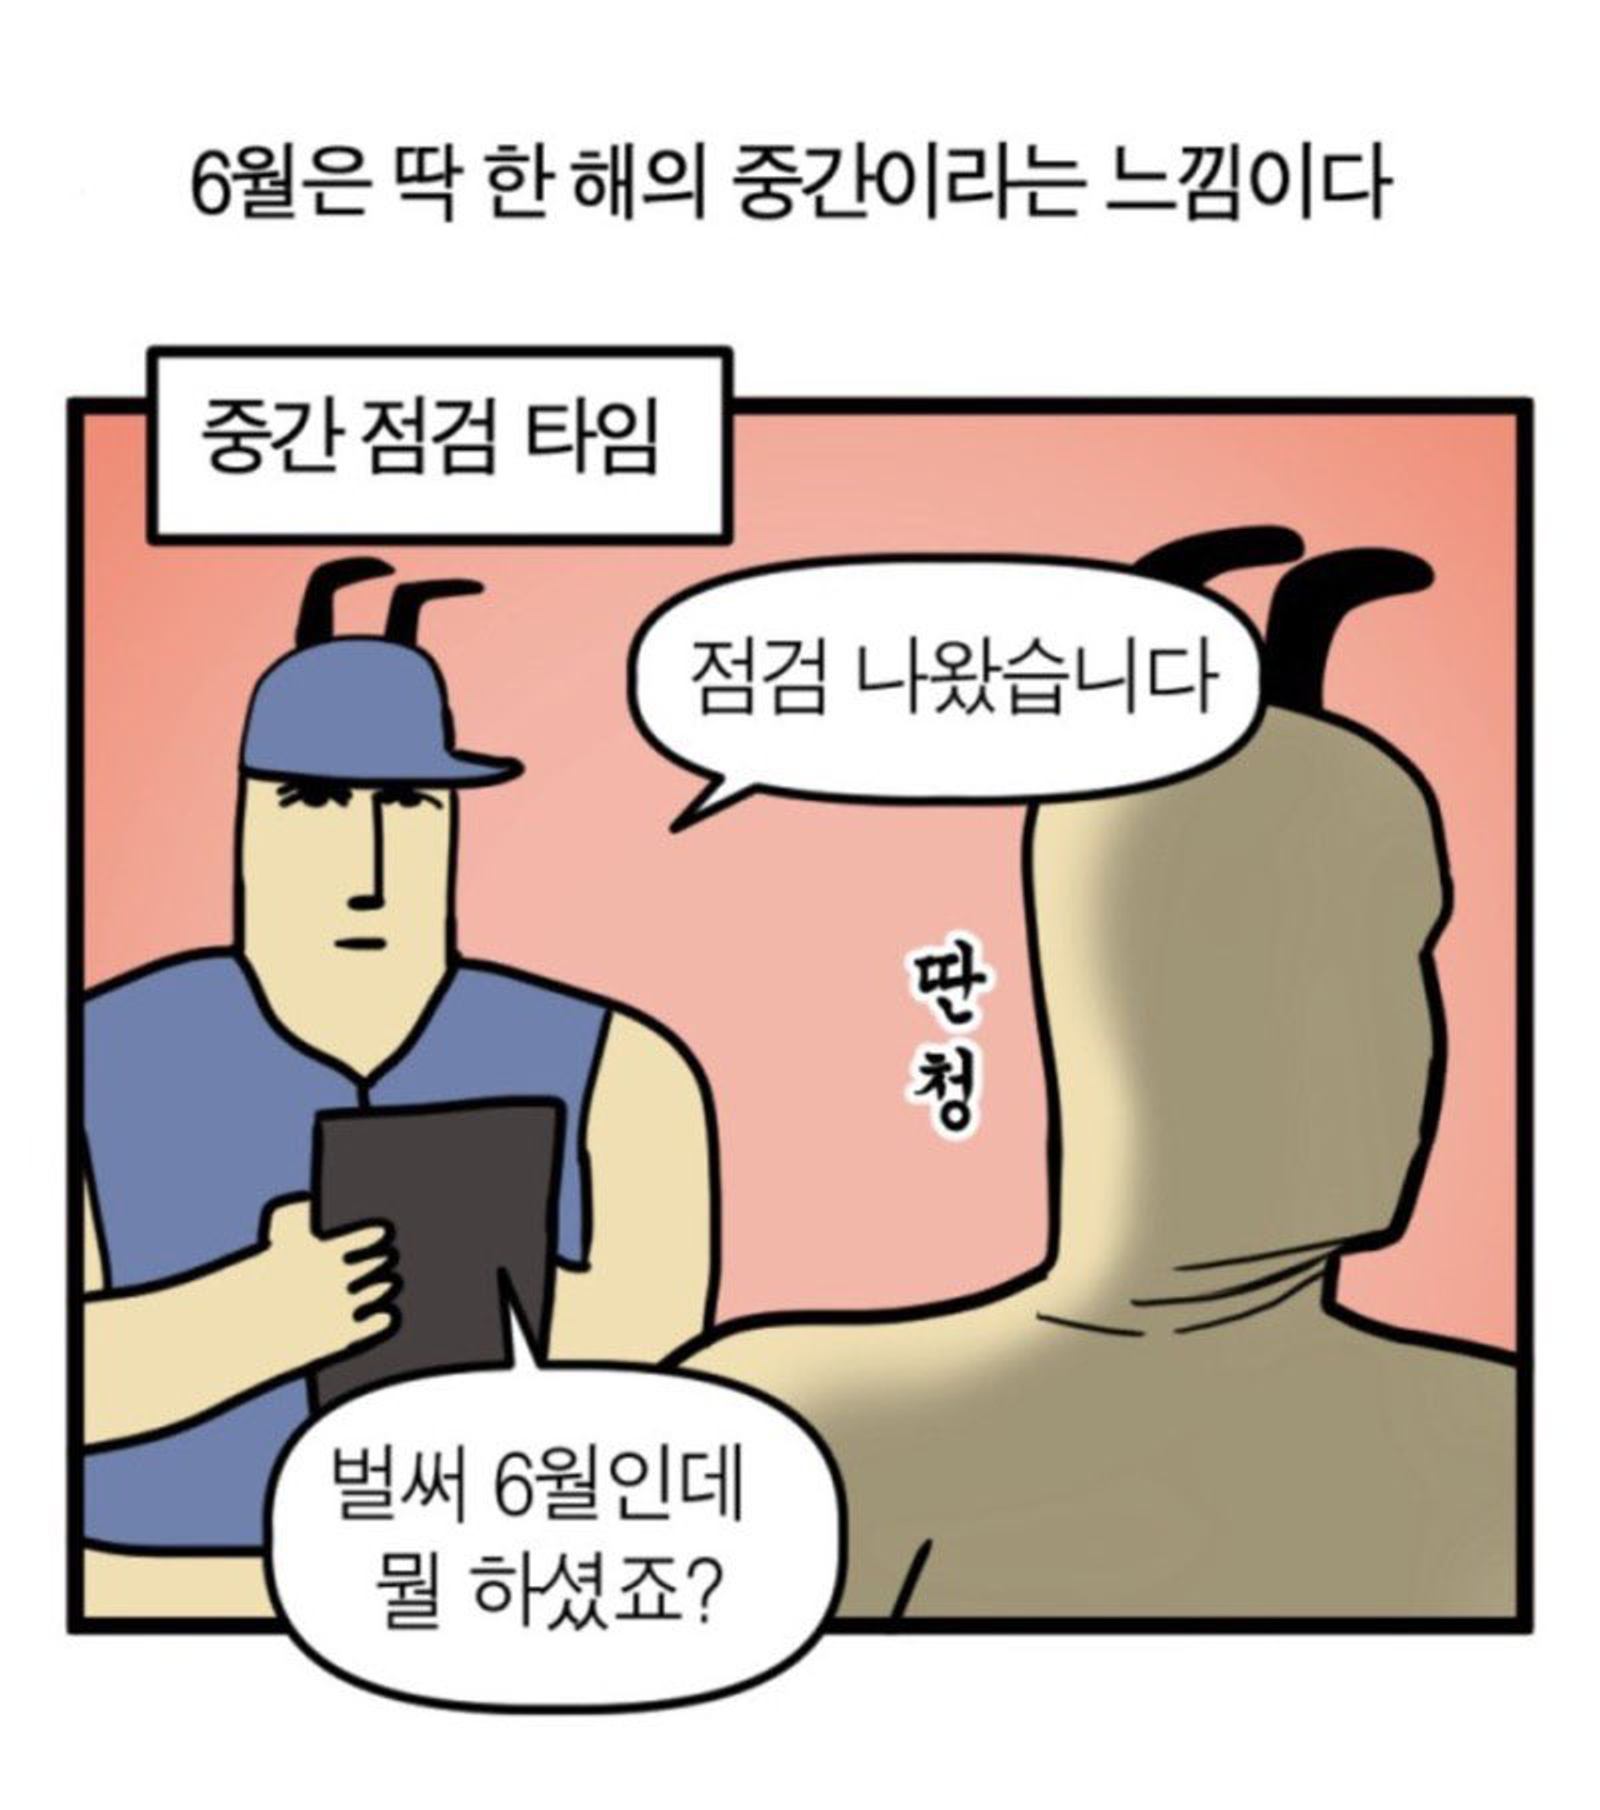 6월은 딱 한 해의 중간이라는 느낌이다
중간 점검 타임
점검 나왔습니다
딴
청
벌써 6월인데
뭘 하셨죠?